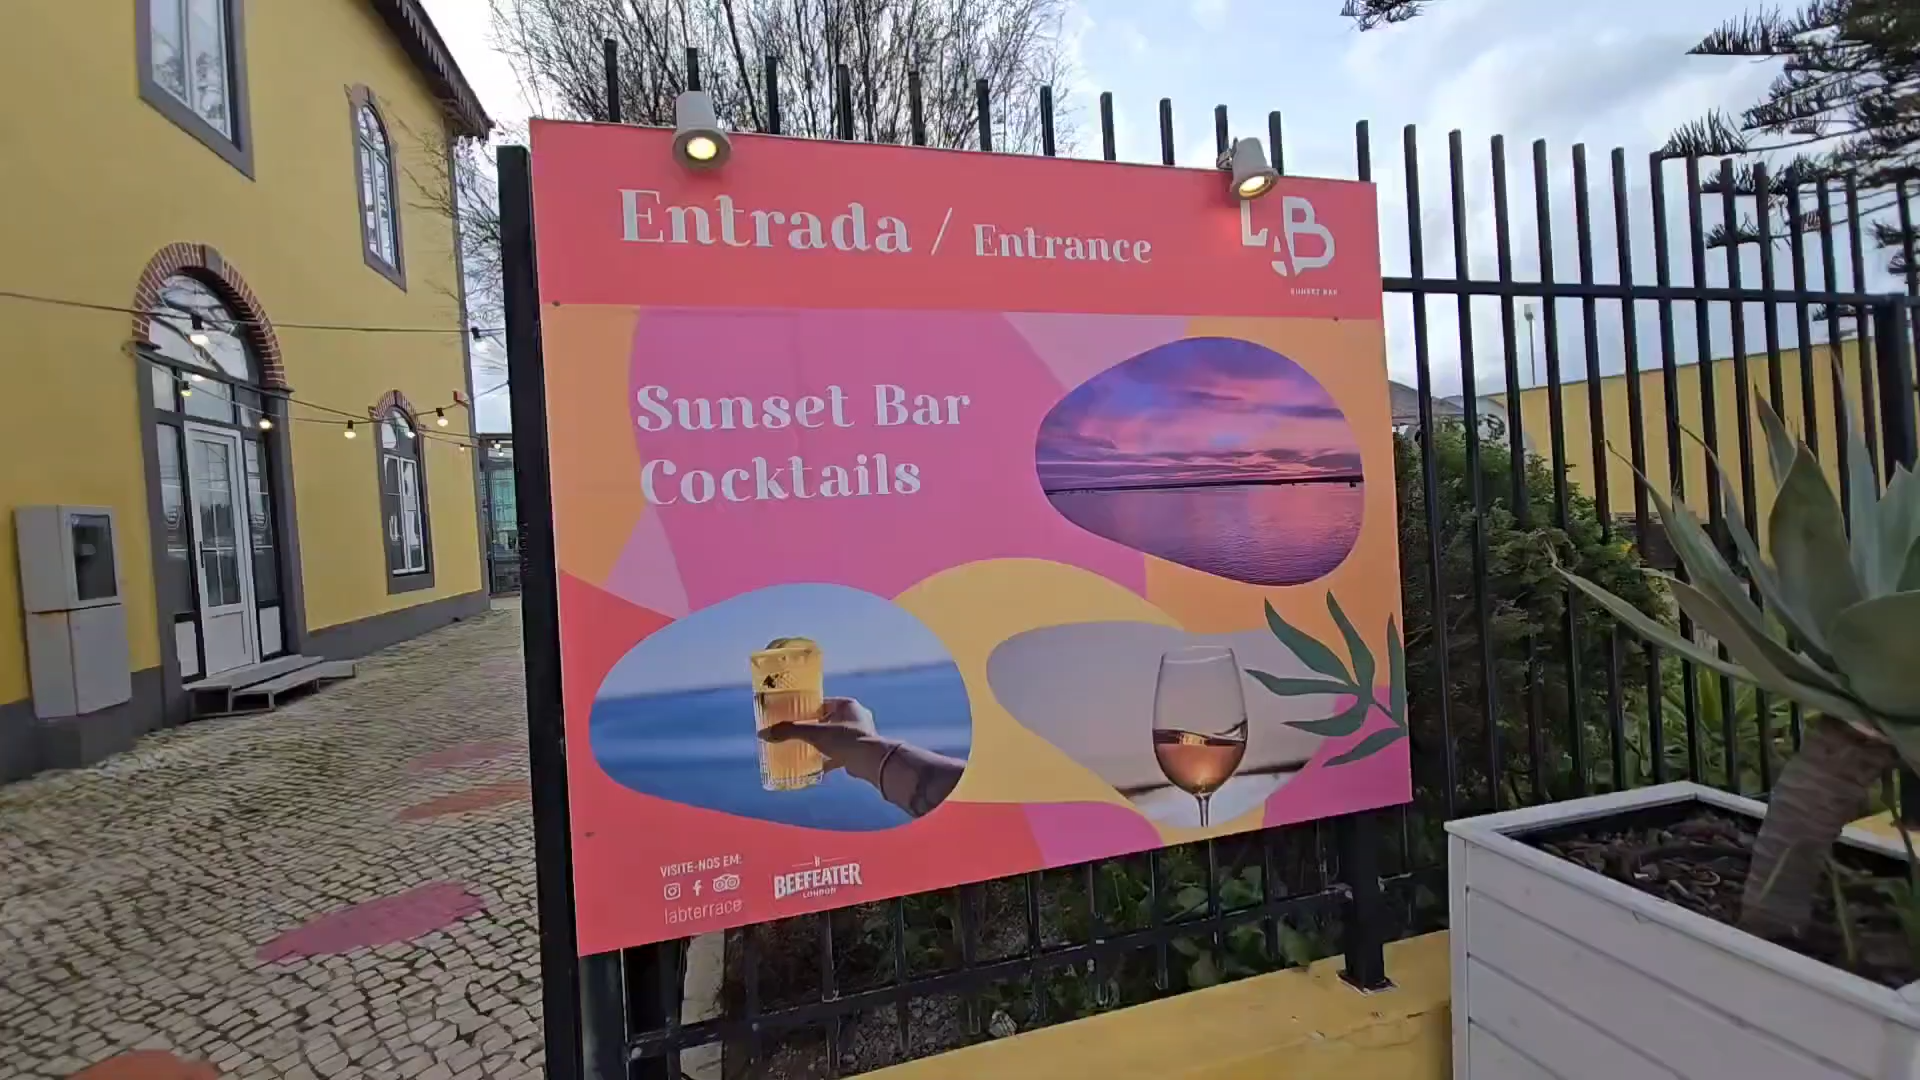 Entrada / Entrance
LAB
SUNSET BAR
Sunset Bar
Cocktails
VISITE-NOS EM:
labterrace
BEEFEATER
LONDON